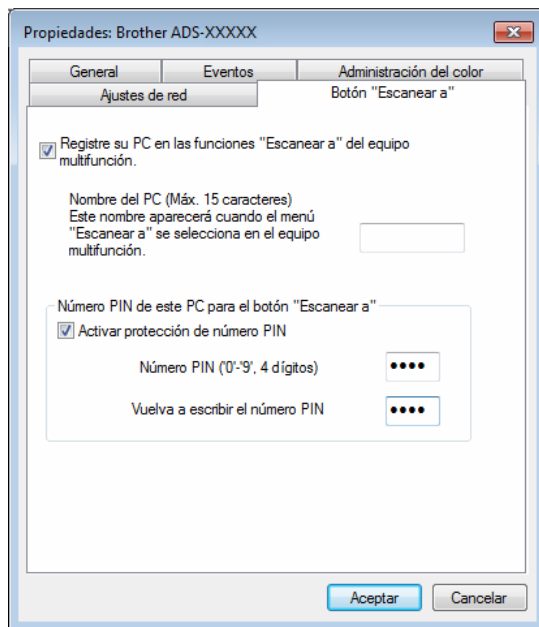 Propiedades: Brother ADS-XXXXX
General Eventos Administración del color
Ajustes de red Botón "Escanear a"
Registre su PC en las funciones "Escanear a" del equipo
multifunción.
Nombre del PC (Máx. 15 caracteres)
Este nombre aparecerá cuando el menú
"Escanear a" se selecciona en el equipo
multifunción.
Número PIN de este PC para el botón "Escanear a"
Activar protección de número PIN
Número PIN ('0'-'9', 4 dígitos) ••••
Vuelva a escribir el número PIN ••••
Aceptar Cancelar